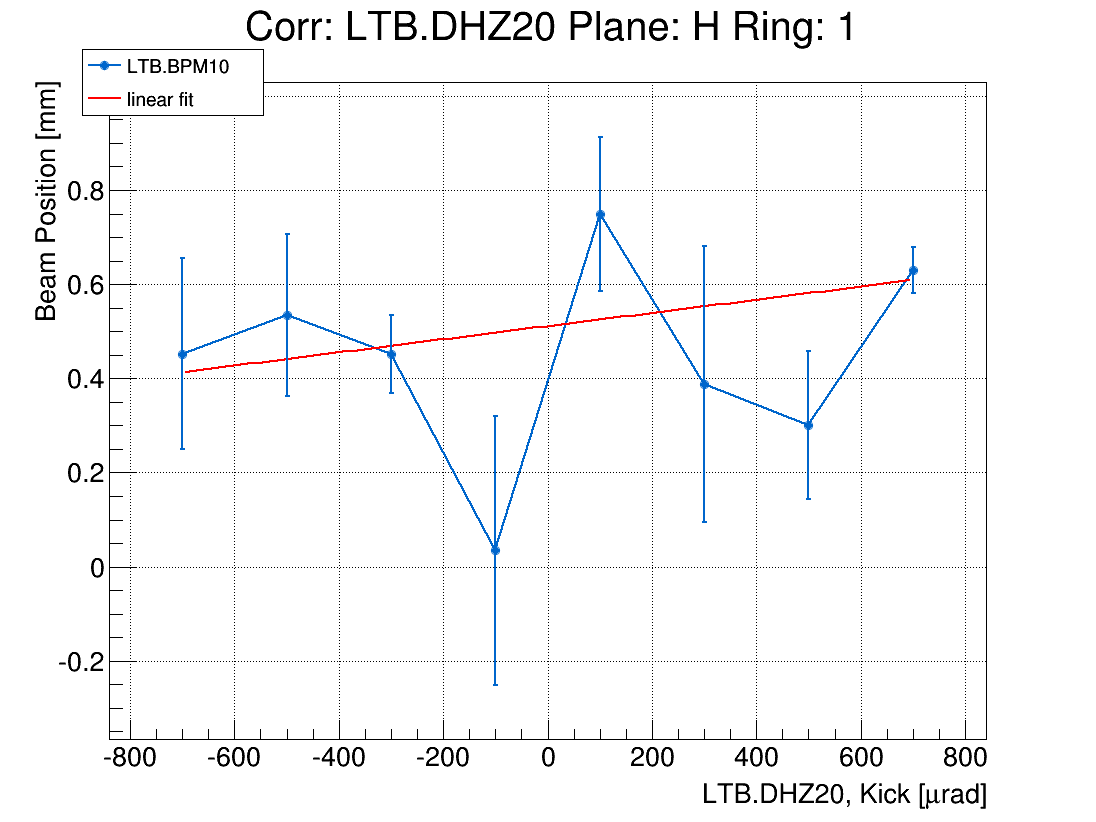 Corr: LTB.DHZ20 Plane: H Ring: 1
LTB.BPM10
linear fit
Beam Position [mm]
0.8
0.6
0.4
0.2
0
-0.2
-800 -600 -400 -200 0 200 400 600 800
LTB.DHZ20, Kick [μrad]